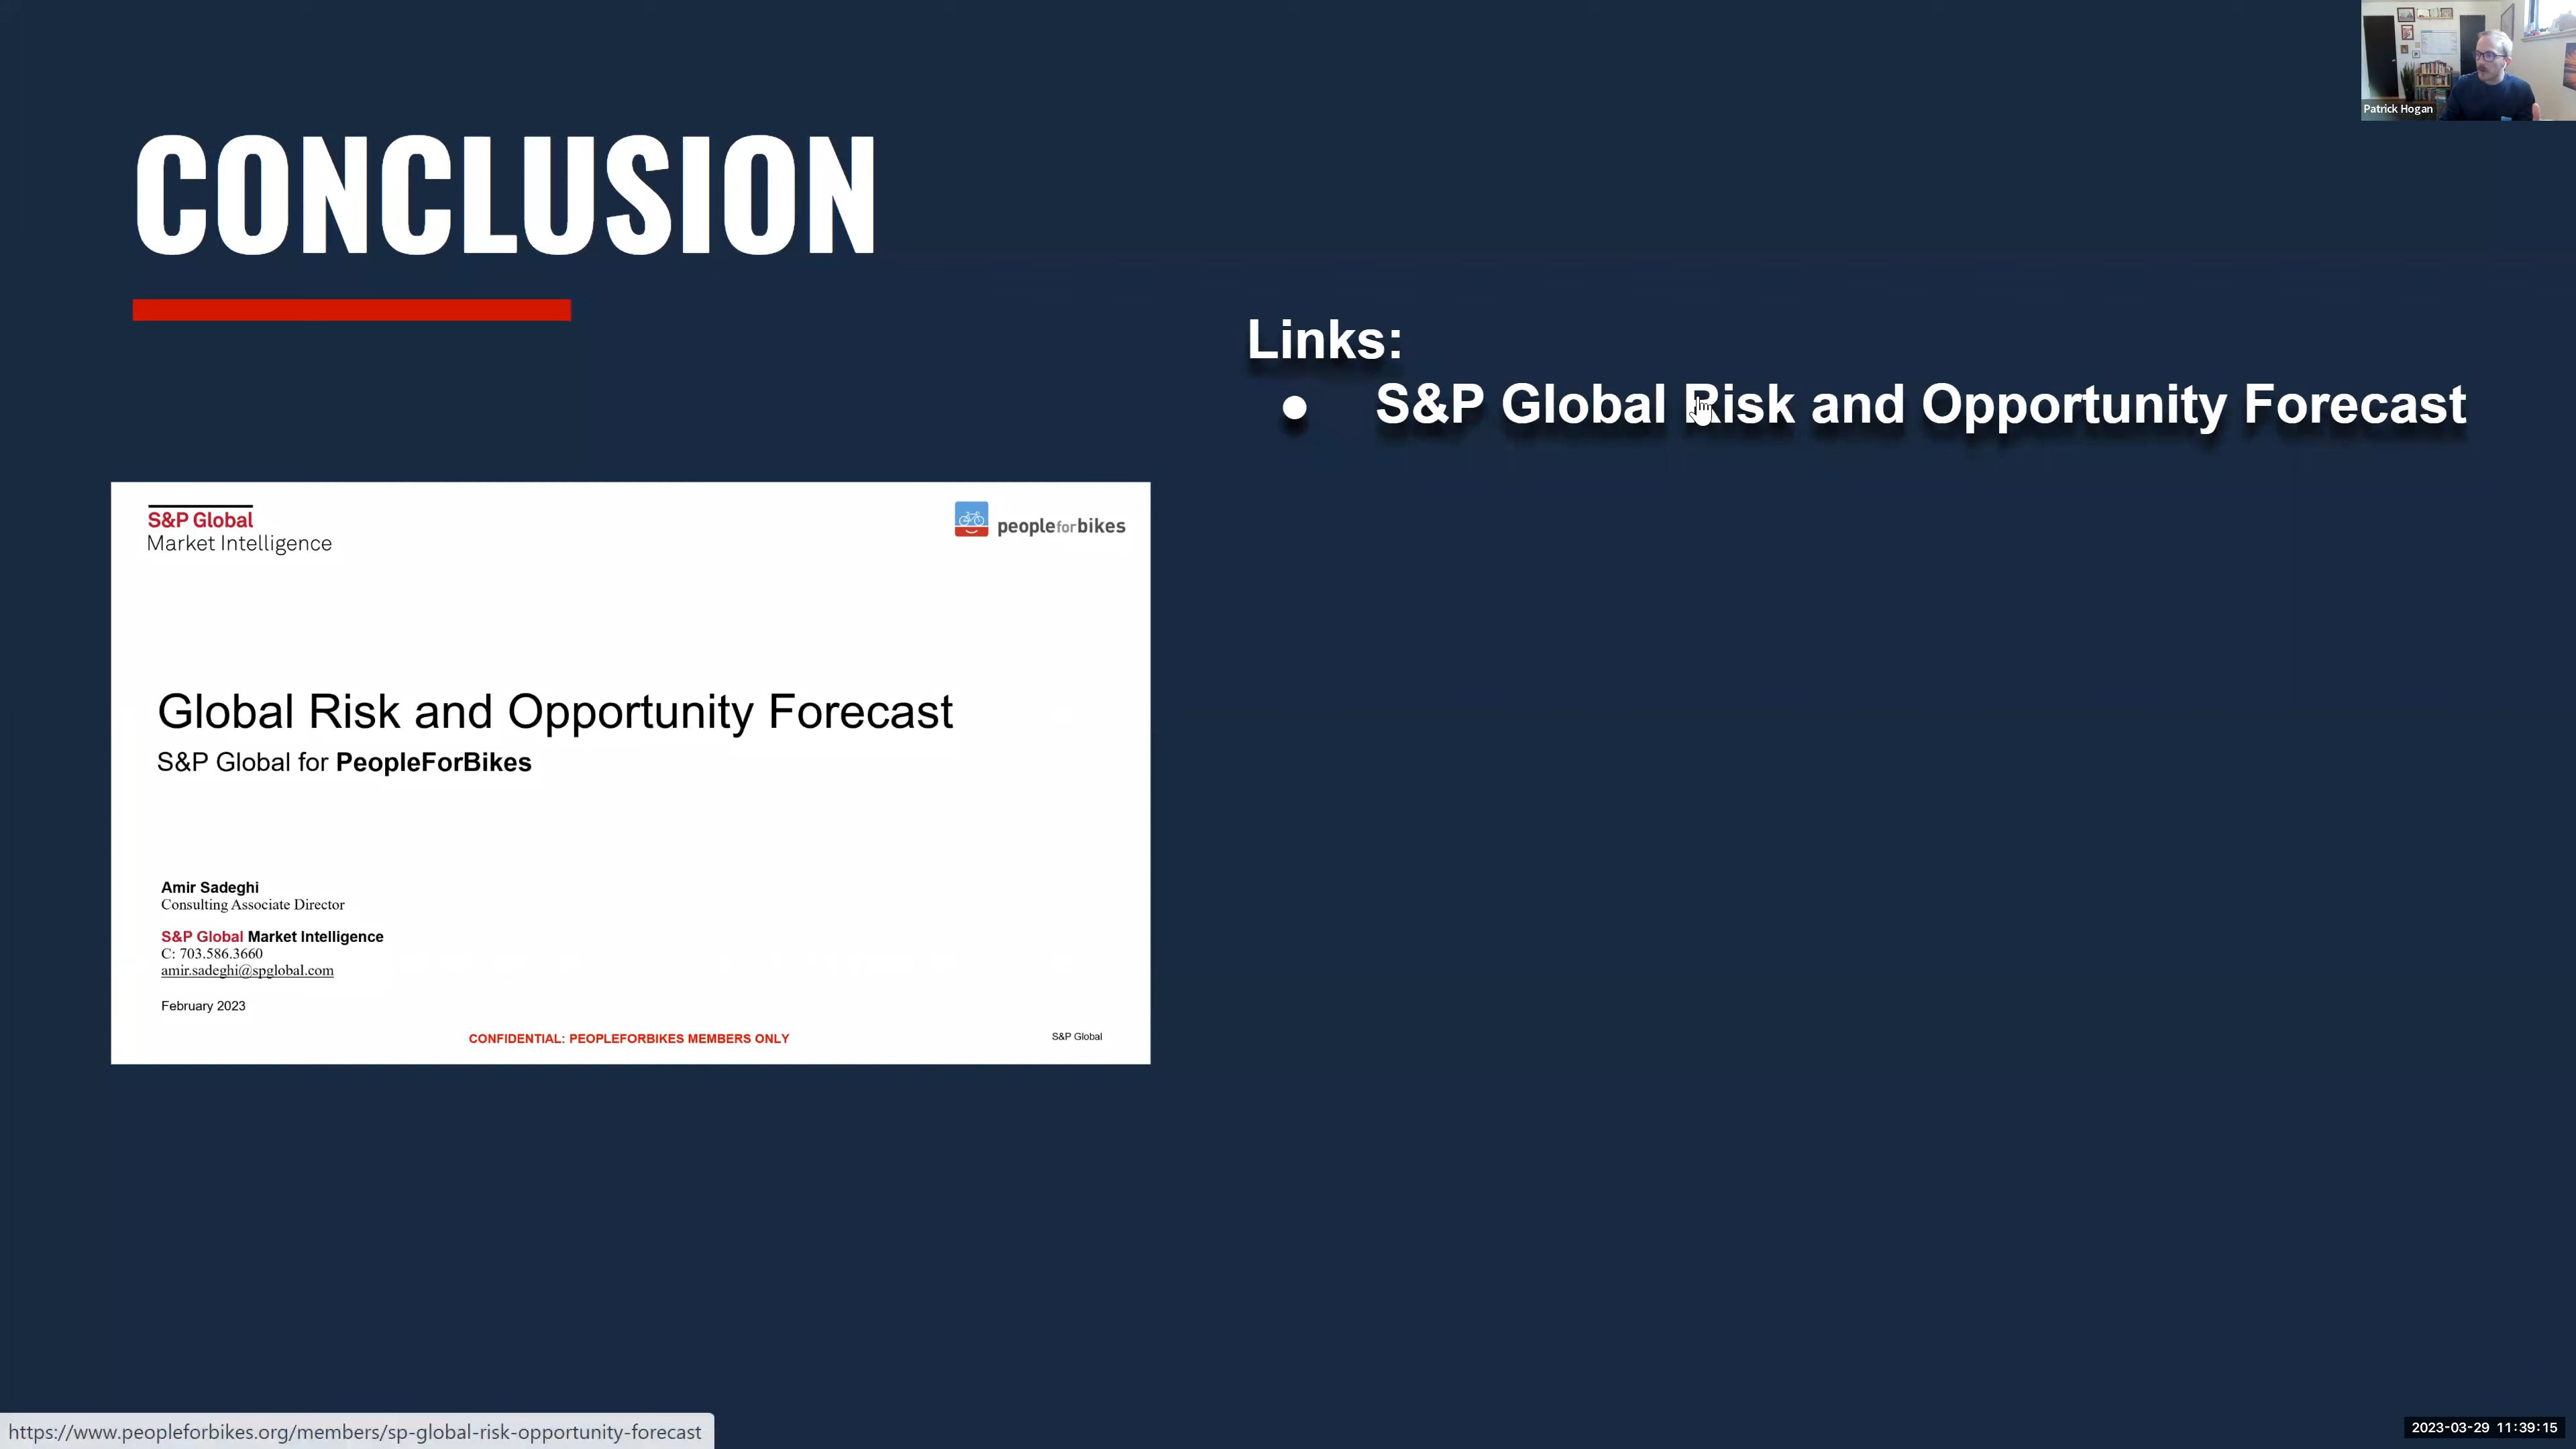 Patrick Hogan
CONCLUSION
Links:
● S&P Global Risk and Opportunity Forecast
S&P Global
Market Intelligence
peopleforbikes
Global Risk and Opportunity Forecast
S&P Global for PeopleForBikes
Amir Sadeghi
Consulting Associate Director
S&P Global Market Intelligence
C: 703.586.3660
amir.sadeghi@spglobal.com
February 2023
CONFIDENTIAL: PEOPLEFORBIKES MEMBERS ONLY
S&P Global
https://www.peopleforbikes.org/members/sp-global-risk-opportunity-forecast
2023-03-29 11:39:15